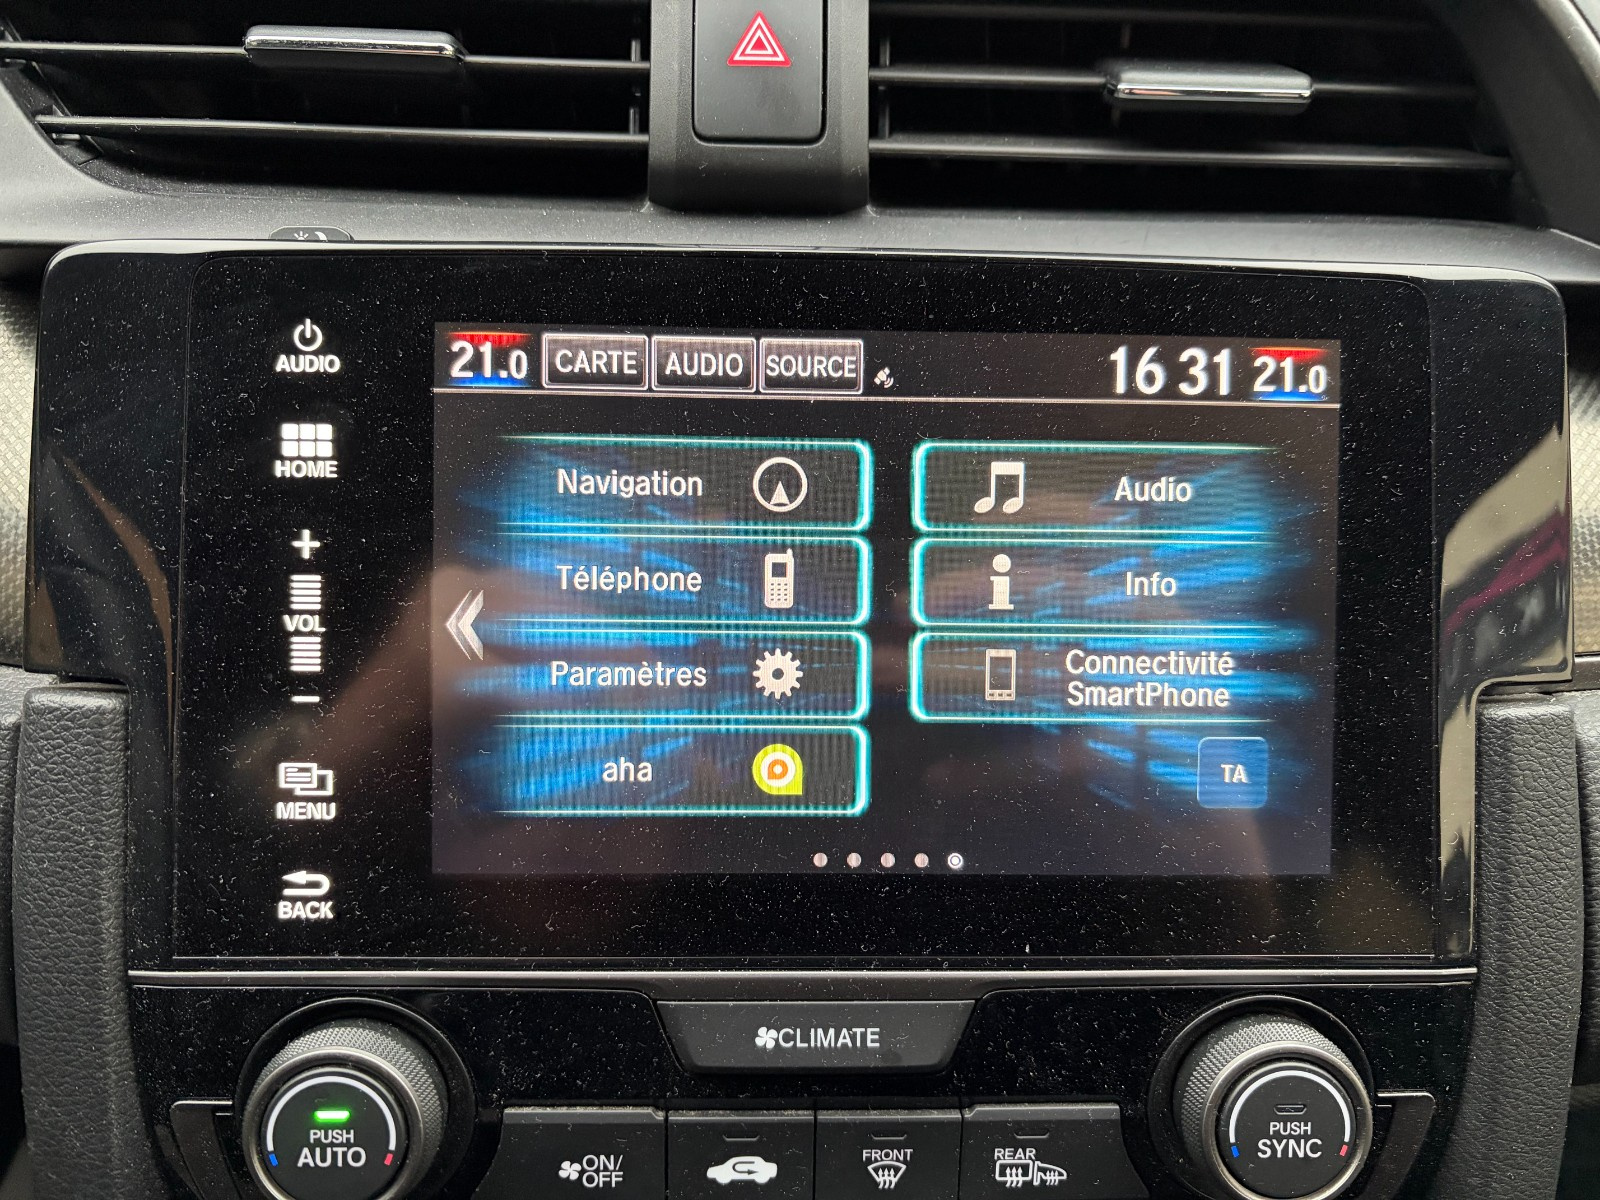 AUDIO
HOME
+
VOL
−
MENU
BACK
21.0 CARTE AUDIO SOURCE 16 31 21.0
Navigation
Audio
Téléphone
Info
Paramètres
Connectivité
SmartPhone
aha
TA
CLIMATE
PUSH
AUTO
ON/
OFF
FRONT
REAR
PUSH
SYNC